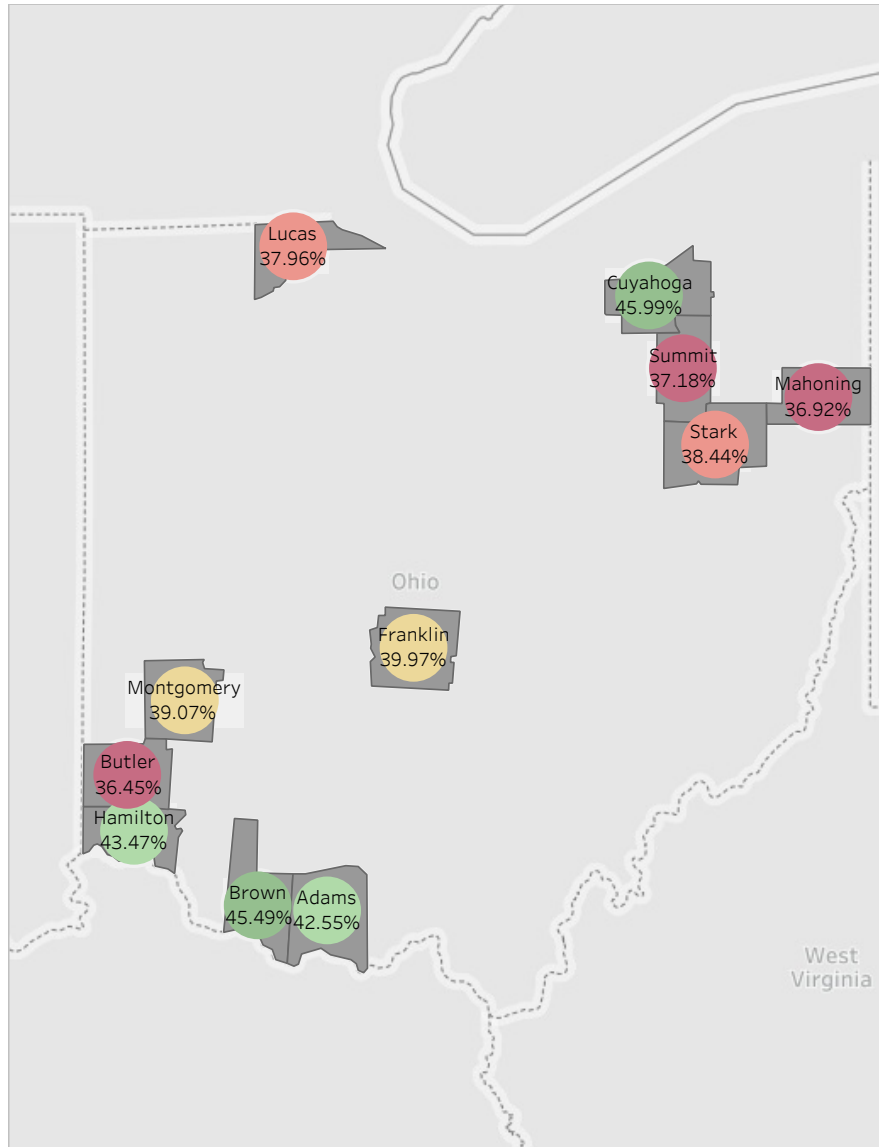 Lucas
37.96%
Cuyahoga
45.99%
Summit
37.18%
Mahoning
36.92%
Stark
38.44%
Ohio
Franklin
39.97%
Montgomery
39.07%
Butler
36.45%
Hamilton
43.47%
Brown
45.49%
Adams
42.55%
West
Virginia